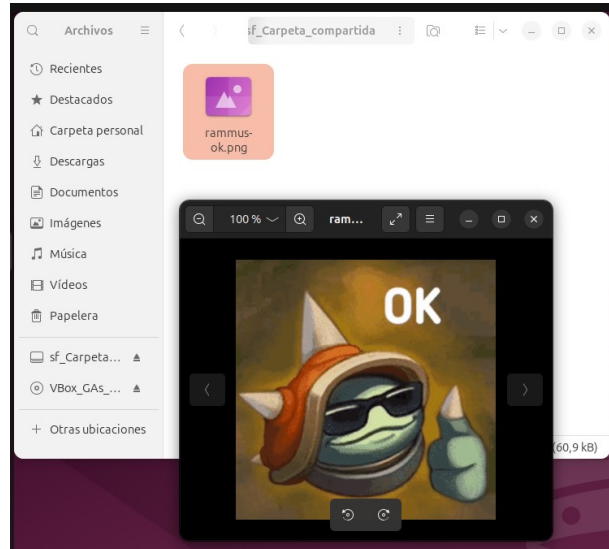 Archivos
sf_Carpeta_compartida
Recientes
Destacados
Carpeta personal
Descargas
Documentos
Imágenes
Música
Vídeos
Papelera
sf_Carpeta...
VBox_GAs_...
+ Otras ubicaciones
rammus-
ok.png
100 % ram...
OK
(60,9 kB)